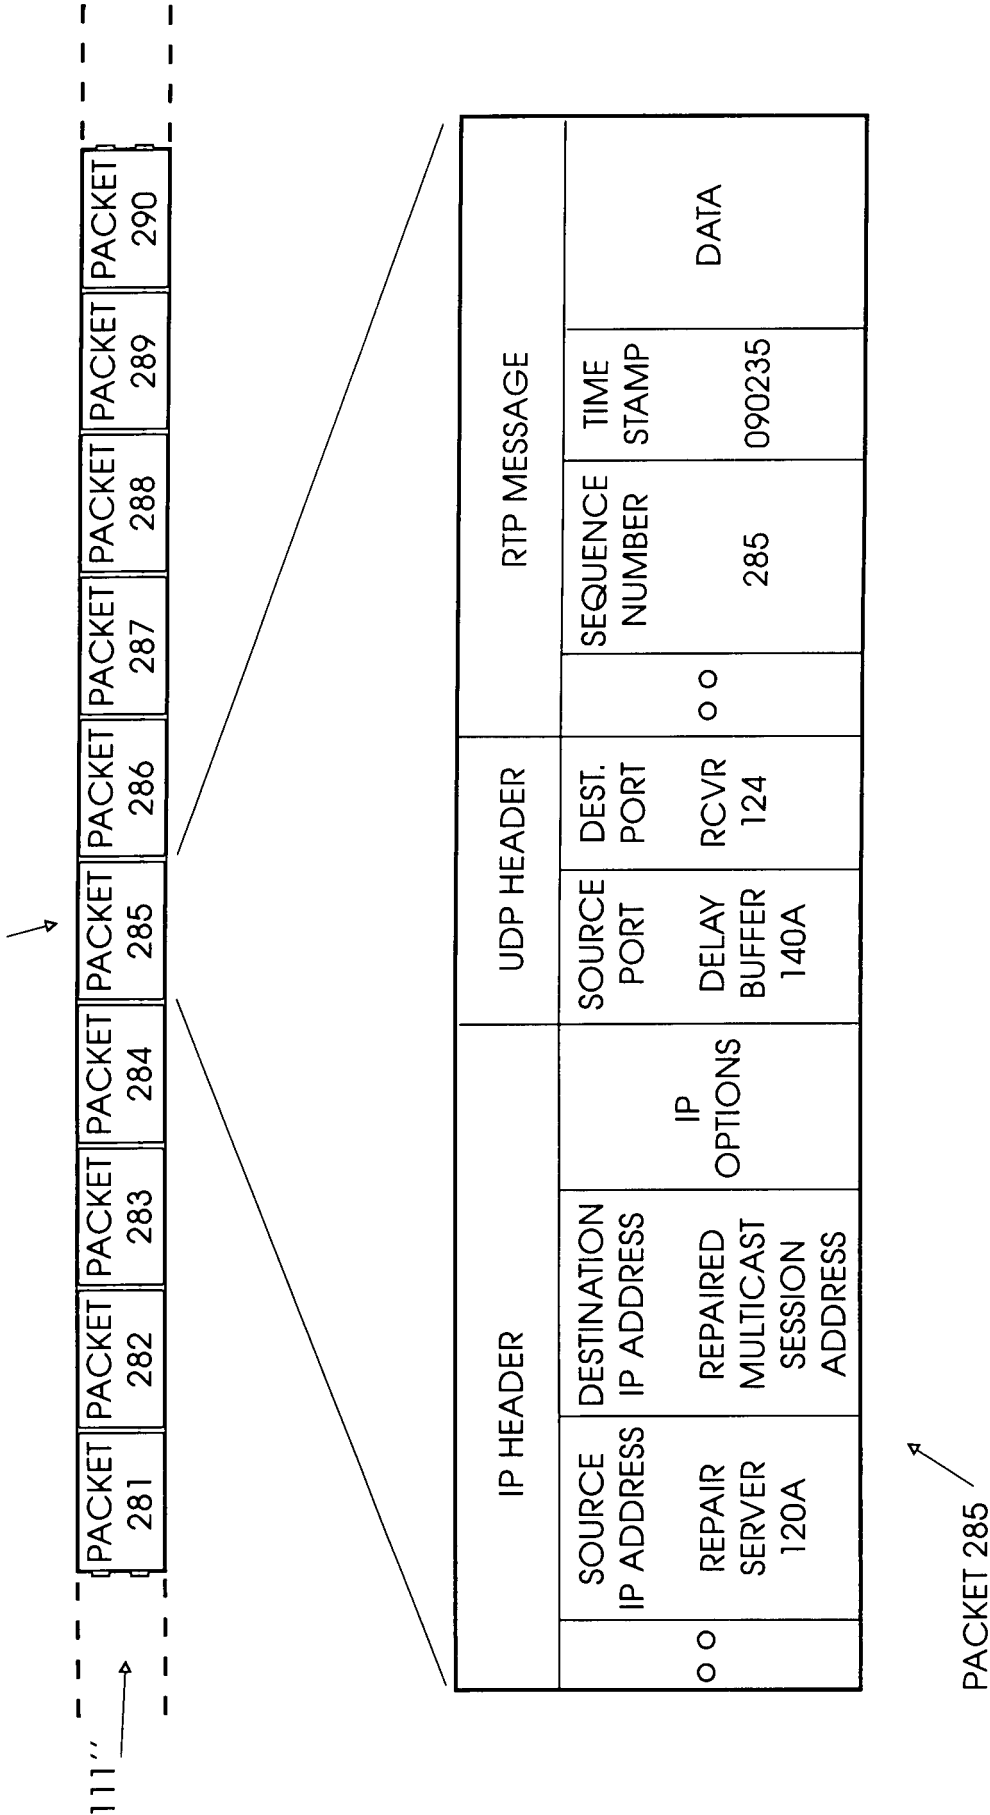 111''
PACKET
281
PACKET
282
PACKET
283
PACKET
284
PACKET
285
PACKET
286
PACKET
287
PACKET
288
PACKET
289
PACKET
290
IP HEADER
UDP HEADER
RTP MESSAGE
SOURCE
IP ADDRESS
REPAIR
SERVER
120A
DESTINATION
IP ADDRESS
REPAIRED
MULTICAST
SESSION
ADDRESS
IP
OPTIONS
SOURCE
PORT
DELAY
BUFFER
140A
DEST.
PORT
RCVR
124
SEQUENCE
NUMBER
285
TIME
STAMP
090235
DATA
PACKET 285